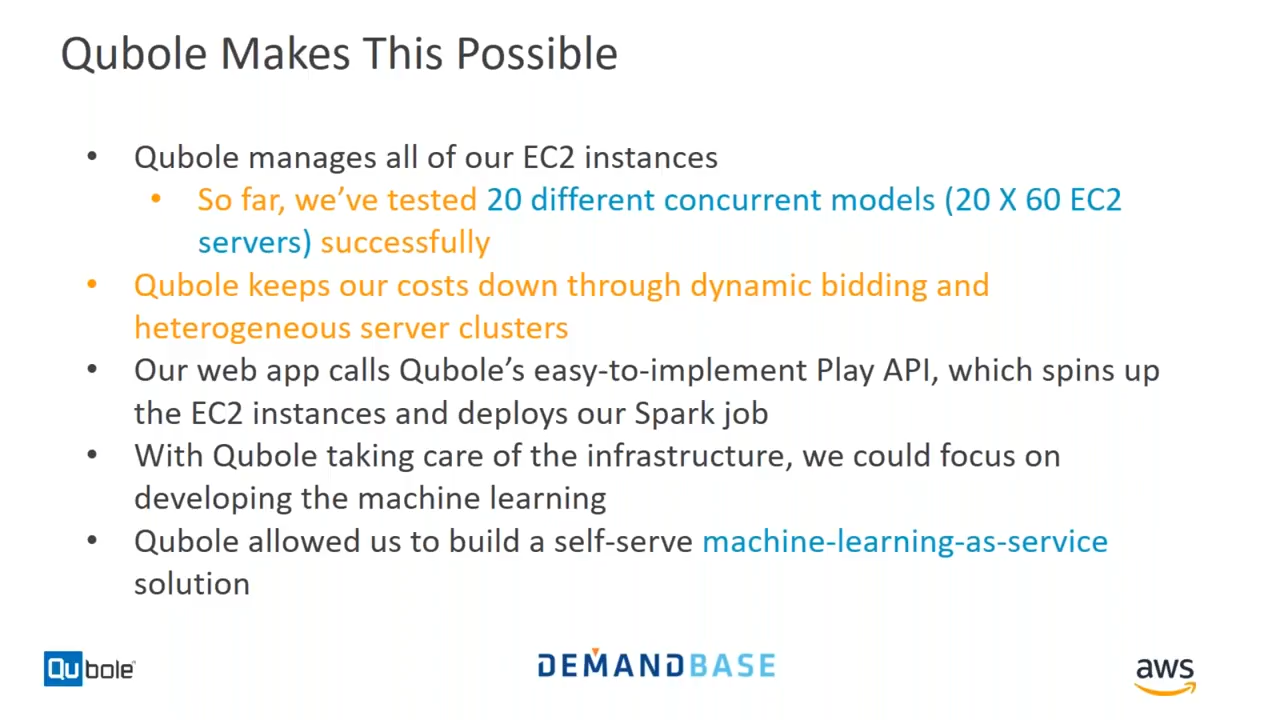 Qubole Makes This Possible
• Qubole manages all of our EC2 instances
• So far, we’ve tested 20 different concurrent models (20 X 60 EC2
servers) successfully
• Qubole keeps our costs down through dynamic bidding and
heterogeneous server clusters
• Our web app calls Qubole’s easy-to-implement Play API, which spins up
the EC2 instances and deploys our Spark job
• With Qubole taking care of the infrastructure, we could focus on
developing the machine learning
• Qubole allowed us to build a self-serve machine-learning-as-service
solution
Qubole
DEMANDBASE
aws